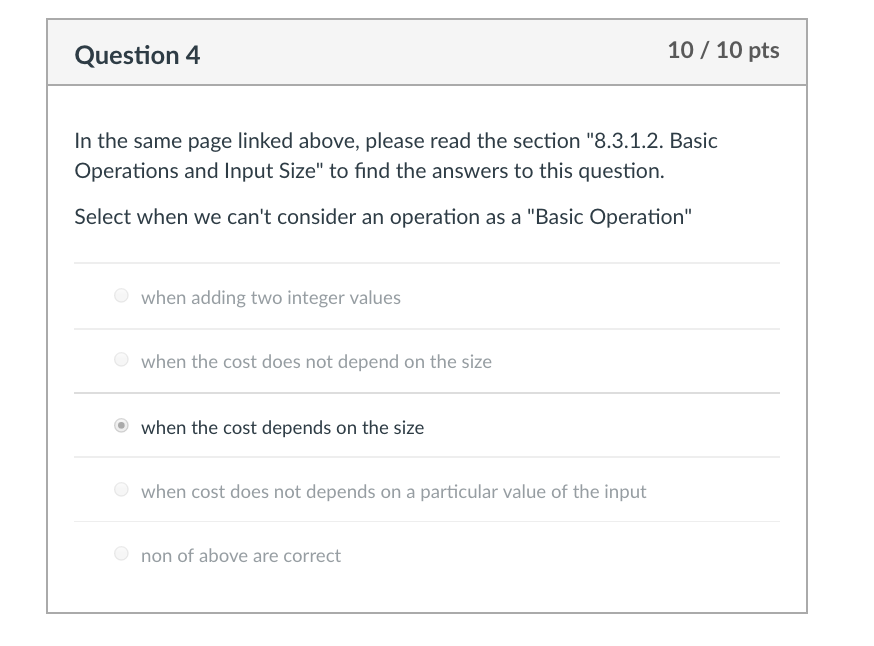 Question 4
10 / 10 pts
In the same page linked above, please read the section "8.3.1.2. Basic
Operations and Input Size" to find the answers to this question.
Select when we can't consider an operation as a "Basic Operation"
when adding two integer values
when the cost does not depend on the size
when the cost depends on the size
when cost does not depends on a particular value of the input
non of above are correct